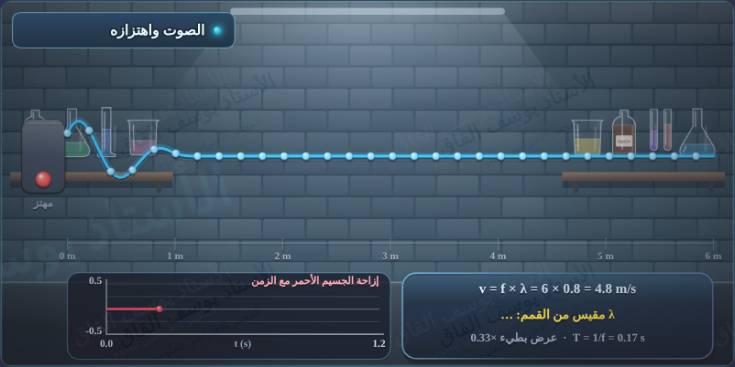 الصوت واهتزازه
مهتز
0 m 1 m 2 m 3 m 4 m 5 m 6 m
إزاحة الجسيم الأحمر مع الزمن
0.5
-0.5
0.0 t (s) 1.2
v = f × λ = 6 × 0.8 = 4.8 m/s
λ مقيس من القمم: ...
عرض بطيء ×0.33 · T = 1/f = 0.17 s